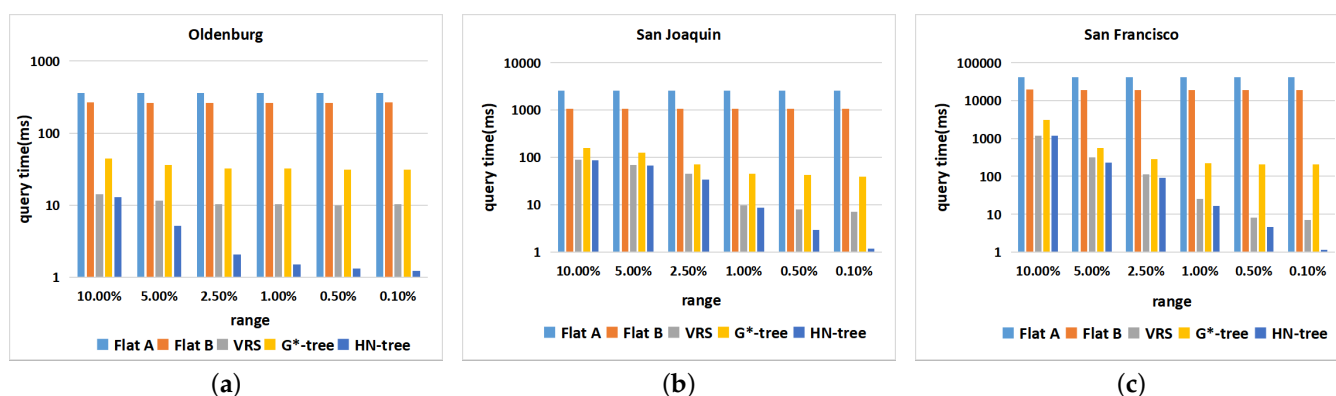 Oldenburg
1000
100
10
1
query time(ms)
10.00% 5.00% 2.50% 1.00% 0.50% 0.10%
range
Flat A Flat B VRS G*-tree HN-tree
(a)
San Joaquin
10000
1000
100
10
1
query time(ms)
10.00% 5.00% 2.50% 1.00% 0.50% 0.10%
range
Flat A Flat B VRS G*-tree HN-tree
(b)
San Francisco
100000
10000
1000
100
10
1
query time(ms)
10.00% 5.00% 2.50% 1.00% 0.50% 0.10%
range
Flat A Flat B VRS G*-tree HN-tree
(c)